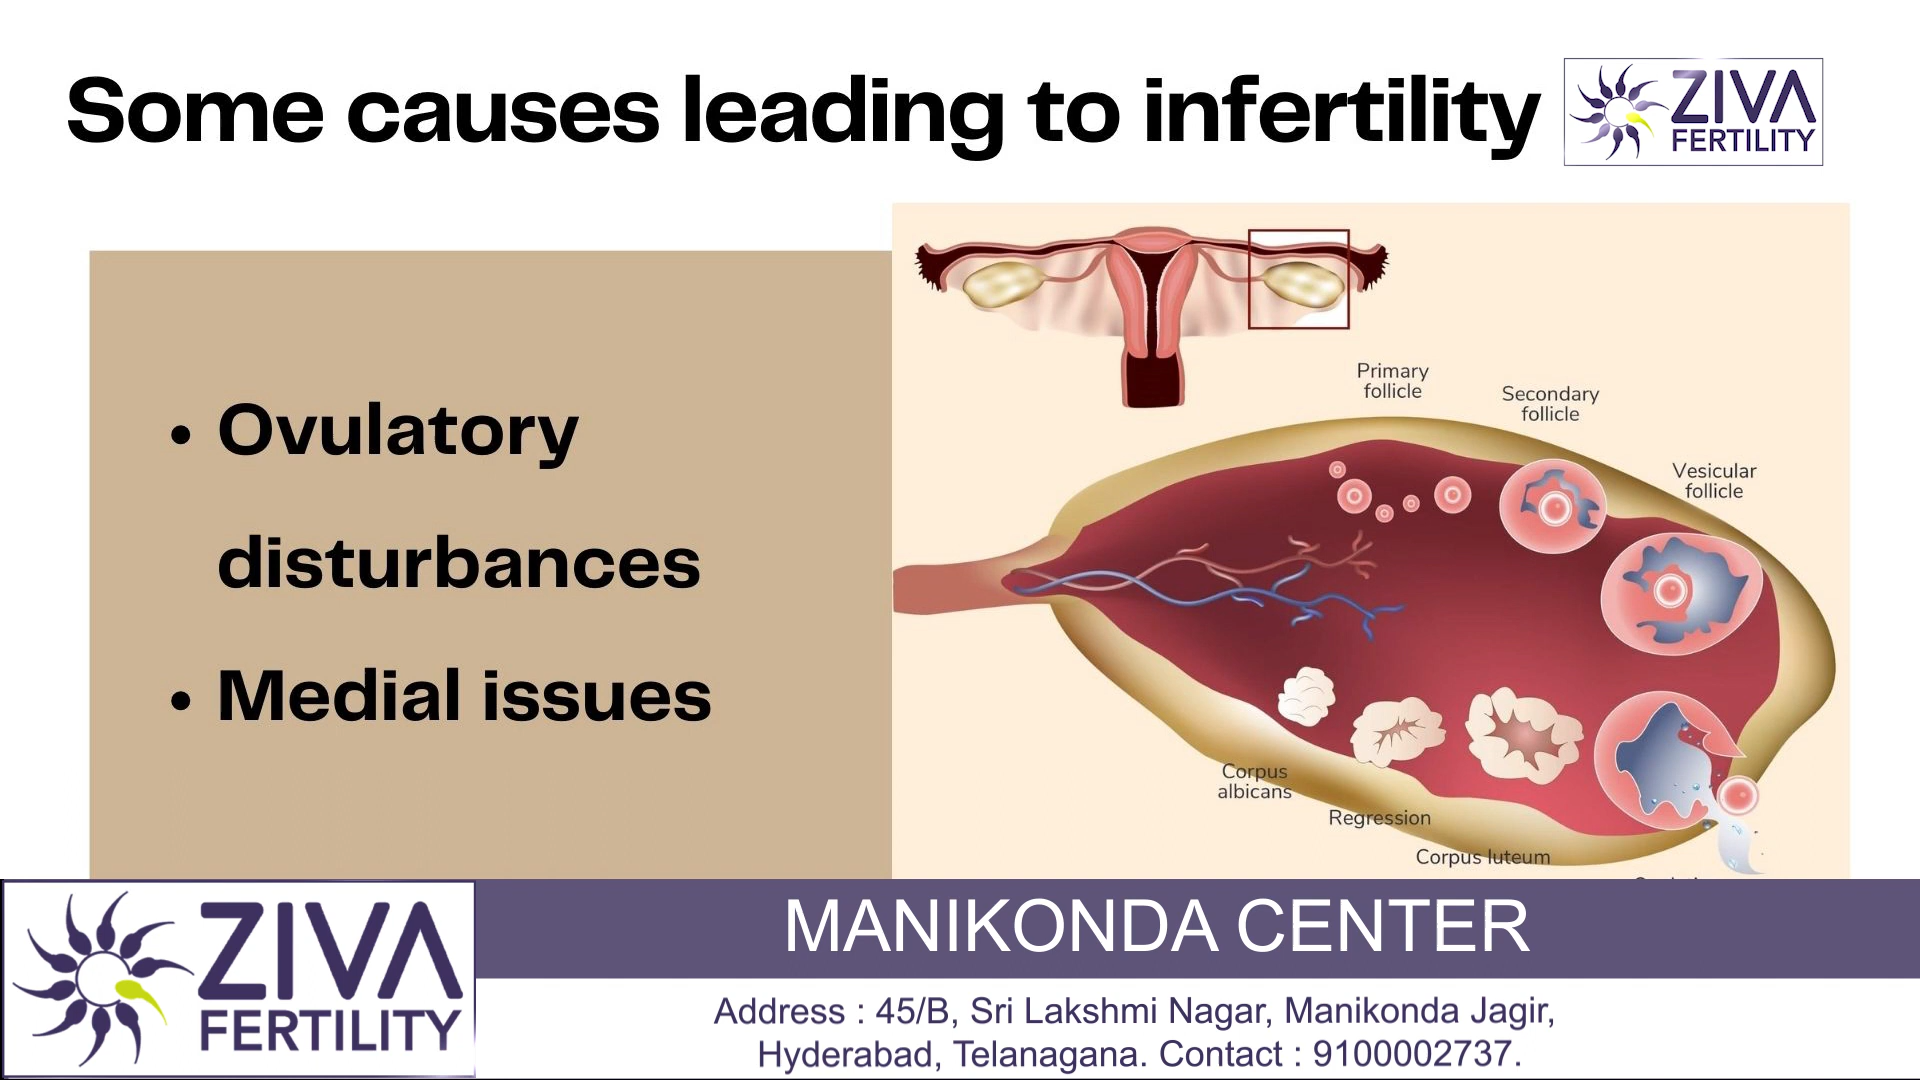 Some causes leading to infertility
ZIVA
FERTILITY
• Ovulatory
disturbances
• Medial issues
Primary
follicle
Secondary
follicle
Vesicular
follicle
Corpus
albicans
Regression
Corpus luteum
ZIVA
FERTILITY
MANIKONDA CENTER
Address : 45/B, Sri Lakshmi Nagar, Manikonda Jagir,
Hyderabad, Telanagana. Contact : 9100002737.